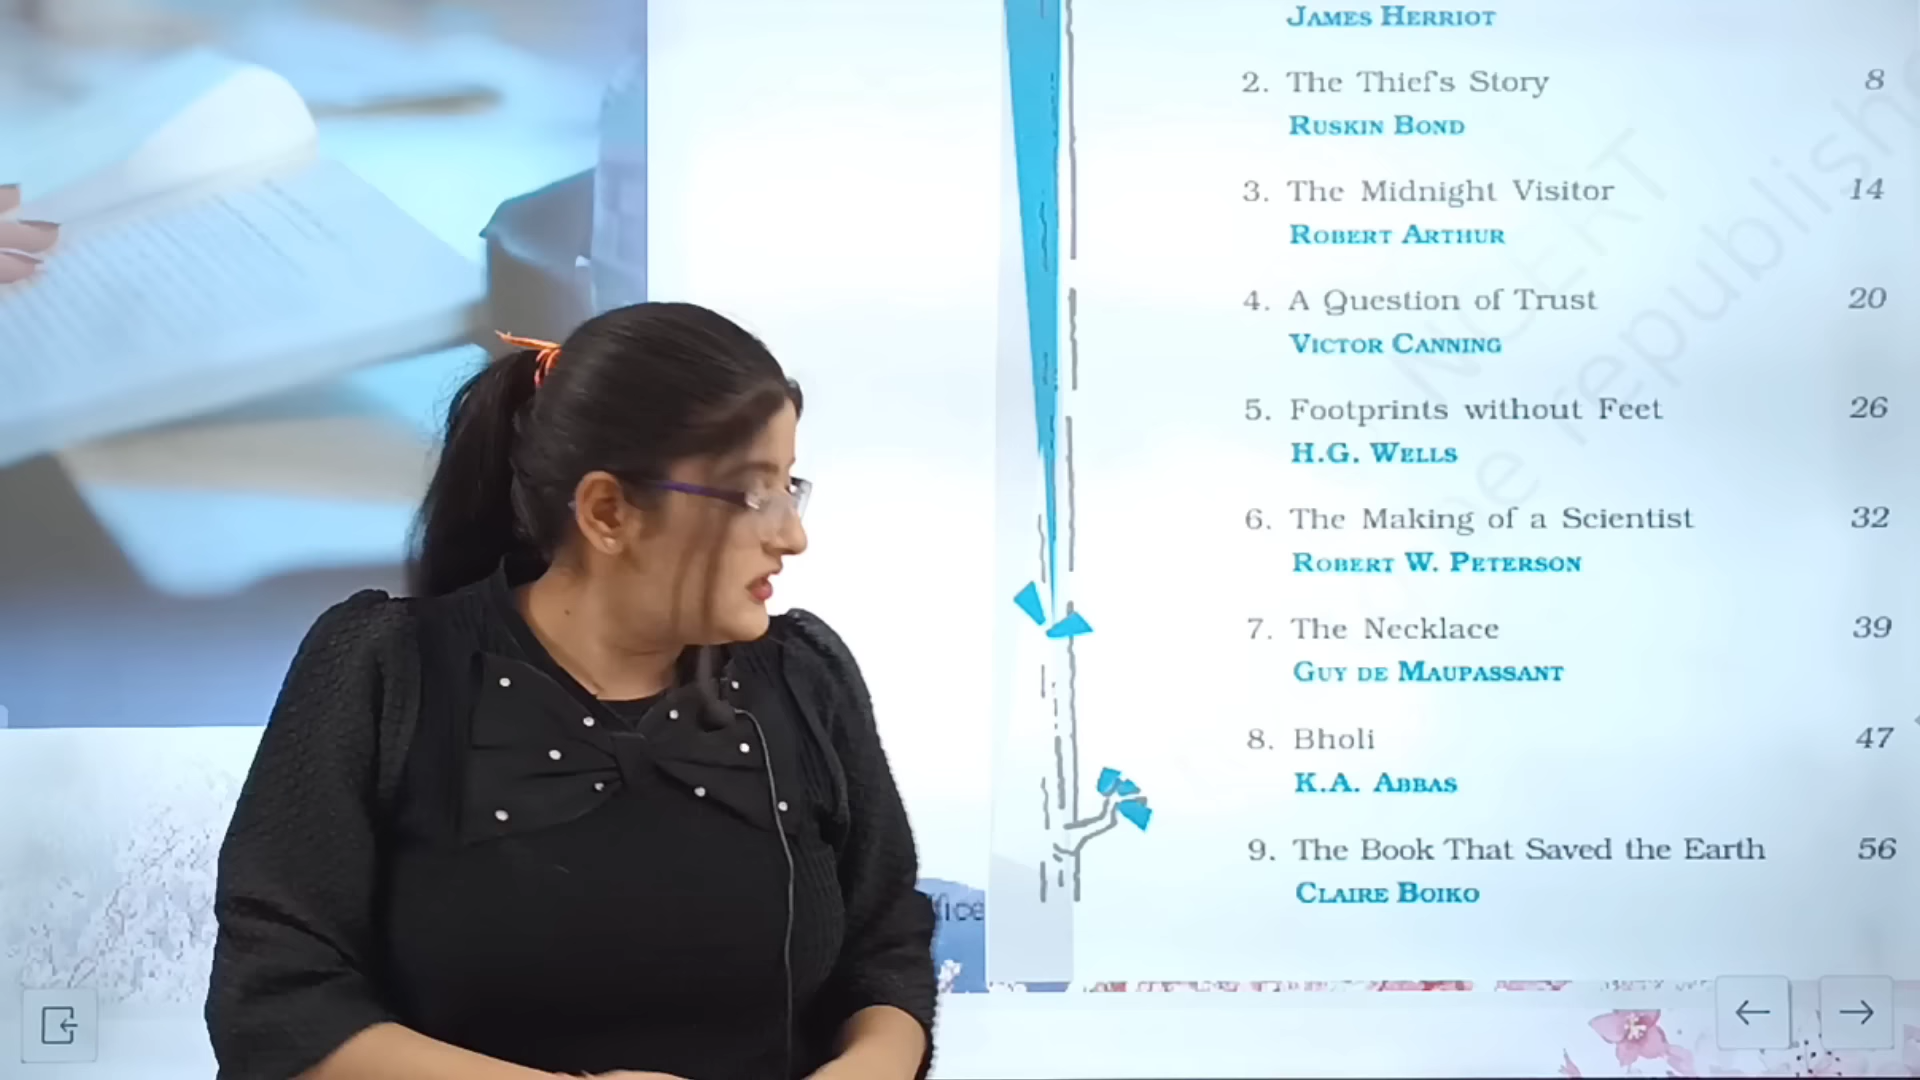 JAMES HERRIOT
2. The Thief's Story 8
RUSKIN BOND
3. The Midnight Visitor 14
ROBERT ARTHUR
4. A Question of Trust 20
VICTOR CANNING
5. Footprints without Feet 26
H.G. WELLS
6. The Making of a Scientist 32
ROBERT W. PETERSON
7. The Necklace 39
GUY DE MAUPASSANT
8. Bholi 47
K.A. ABBAS
9. The Book That Saved the Earth 56
CLAIRE BOIKO
NCERT
republishe